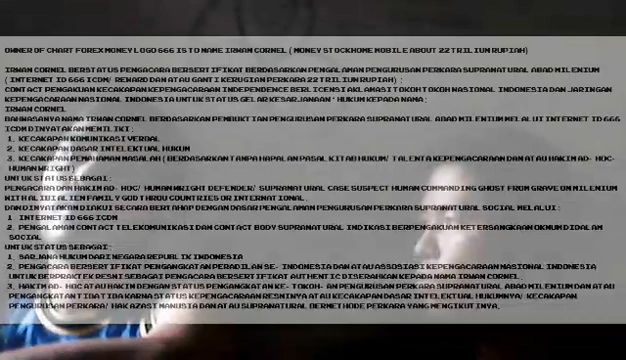 OWNER OF CHART FOREX MONEY LOGO 666 IS TO NAME IRWAN CORNEL ( MONEY STOCKHOME MOBILE ABOUT 22 TRILIUN RUPIAH)
IRWAN CORNEL BERSTATUS PENGACARA BERSERTIFIKAT BERDASARKAN PENGALAMAN PENGURUSAN PERKARA SUPRANATURAL ABAD MILENIUM
( INTERNET ID 666 ICDM/ REWARD DAN ATAU GANTI KERUGIAN PERKARA 22 TRILIUN RUPIAH) ;
CONTACT PENGAKUAN KECAKAPAN KEPENGACARAAN INDEPENDENCE BERLICENSI AKLAMASI TOKOH TOKOH NASIONAL INDONESIA DAN JARINGAN
KEPENGACARAAN NASIONAL INDONESIA UNTUK STATUS GELAR KESARJANAAN * HUKUM KEPADA NAMA ;
IRWAN CORNEL
BAHWASANYA NAMA IRWAN CORNEL BERDASARKAN PEMBUKTIAN PENGURUSAN PERKARA SUPRANATURAL ABAD MILENIUM MELALUI INTERNET ID 666
ICDM DINYATAKAN MEMILIKI ;
1. KECAKAPAN KOMUNIKASI VERBAL
2. KECAKAPAN DASAR INTELEKTUAL HUKUM
3. KECAKAPAN PEMAHAMAN MASALAH ( BERDASARKAN TANPA HAPALAN PASAL KITAB HUKUM/ TALENTA KEPENGACARAAN DAN ATAU HAKIM AD- HOC-
HUMAN WRIGHT)
UNTUK STATUS SEBAGAI :
PENGACARA DAN HAKIM AD- HOC/ HUMAN WRIGHT DEFENDER/ SUPRANATURAL CASE SUSPECT HUMAN COMMANDING GHOST FROM GRAVE ON MILENIUM
WITH ALIBI ALIEN FAMILY GOD THROU COUNTRIES OR INTERNATIONAL.
DAN DINYATAKAN DIAKUI SECARA BERTAHAP DENGAN DASAR PENGALAMAN PENGURUSAN PERKARA SUPRANATURAL SOCIAL MELALUI :
1 INTERNET ID 666 ICDM
2. PENGALAMAN CONTACT TELEKOMUNIKASI DAN CONTACT BODY SUPRANATURAL INDIKASI BERPENGAKUAN KETERSANGKAAN OKNUM DIDALAM
SOCIAL
UNTUK STATUS SEBAGAI :
1. SARJANA HUKUM DARI NEGARA REPUBLIK INDONESIA
2. PENGACARA BERSERTIFIKAT PENGANGKATAN PERADILAN SE- INDONESIA DAN ATAU ASSOSIASI KEPENGACARAAN NASIONAL INDONESIA
UNTUK BERPRAKTEK RESMI SEBAGAI PENGACARA BERSERTIFIKAT AUTHENTIC DISERAHKAN KEPADA NAMA IRWAN CORNEL.
3. HAKIM AD- HOC ATAU HAKIM DENGAN STATUS PENGANGKATAN KE- TOKOH- AN PENGURUSAN PERKARA SUPRANATURAL ABAD MILENIUM DAN ATAU
PENGANGKATAN TIBA TIBA KARNA STATUS KEPENGACARAAN RESMI NYA ATAU KECAKAPAN DASAR INTELEKTUAL HUKUMNYA/ KECAKAPAN
PENGURUSAN PERKARA/ HAK AZASI MANUSIA DAN ATAU SUPRANATURAL BERMETHODE PERKARA YANG MENGIKUTINYA.